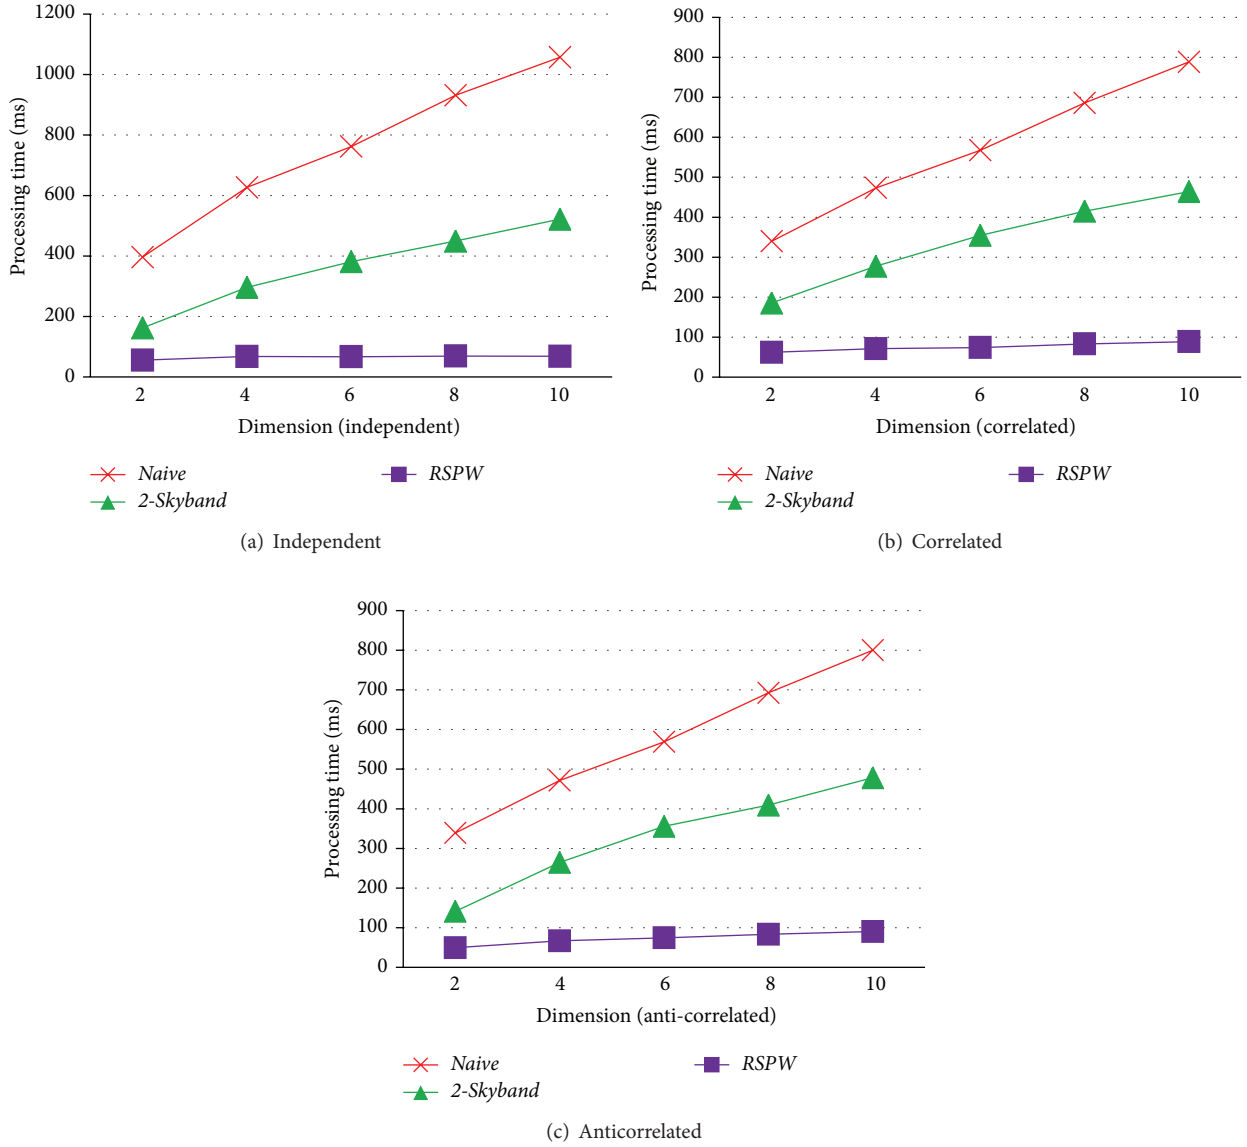 1200
1000
800
600
400
200
0
Processing time (ms)
2 4 6 8 10
Dimension (independent)
Naive
2-Skyband
RSPW
(a) Independent
900
800
700
600
500
400
300
200
100
0
Processing time (ms)
2 4 6 8 10
Dimension (correlated)
Naive
2-Skyband
RSPW
(b) Correlated
900
800
700
600
500
400
300
200
100
0
Processing time (ms)
2 4 6 8 10
Dimension (anti-correlated)
Naive
2-Skyband
RSPW
(c) Anticorrelated